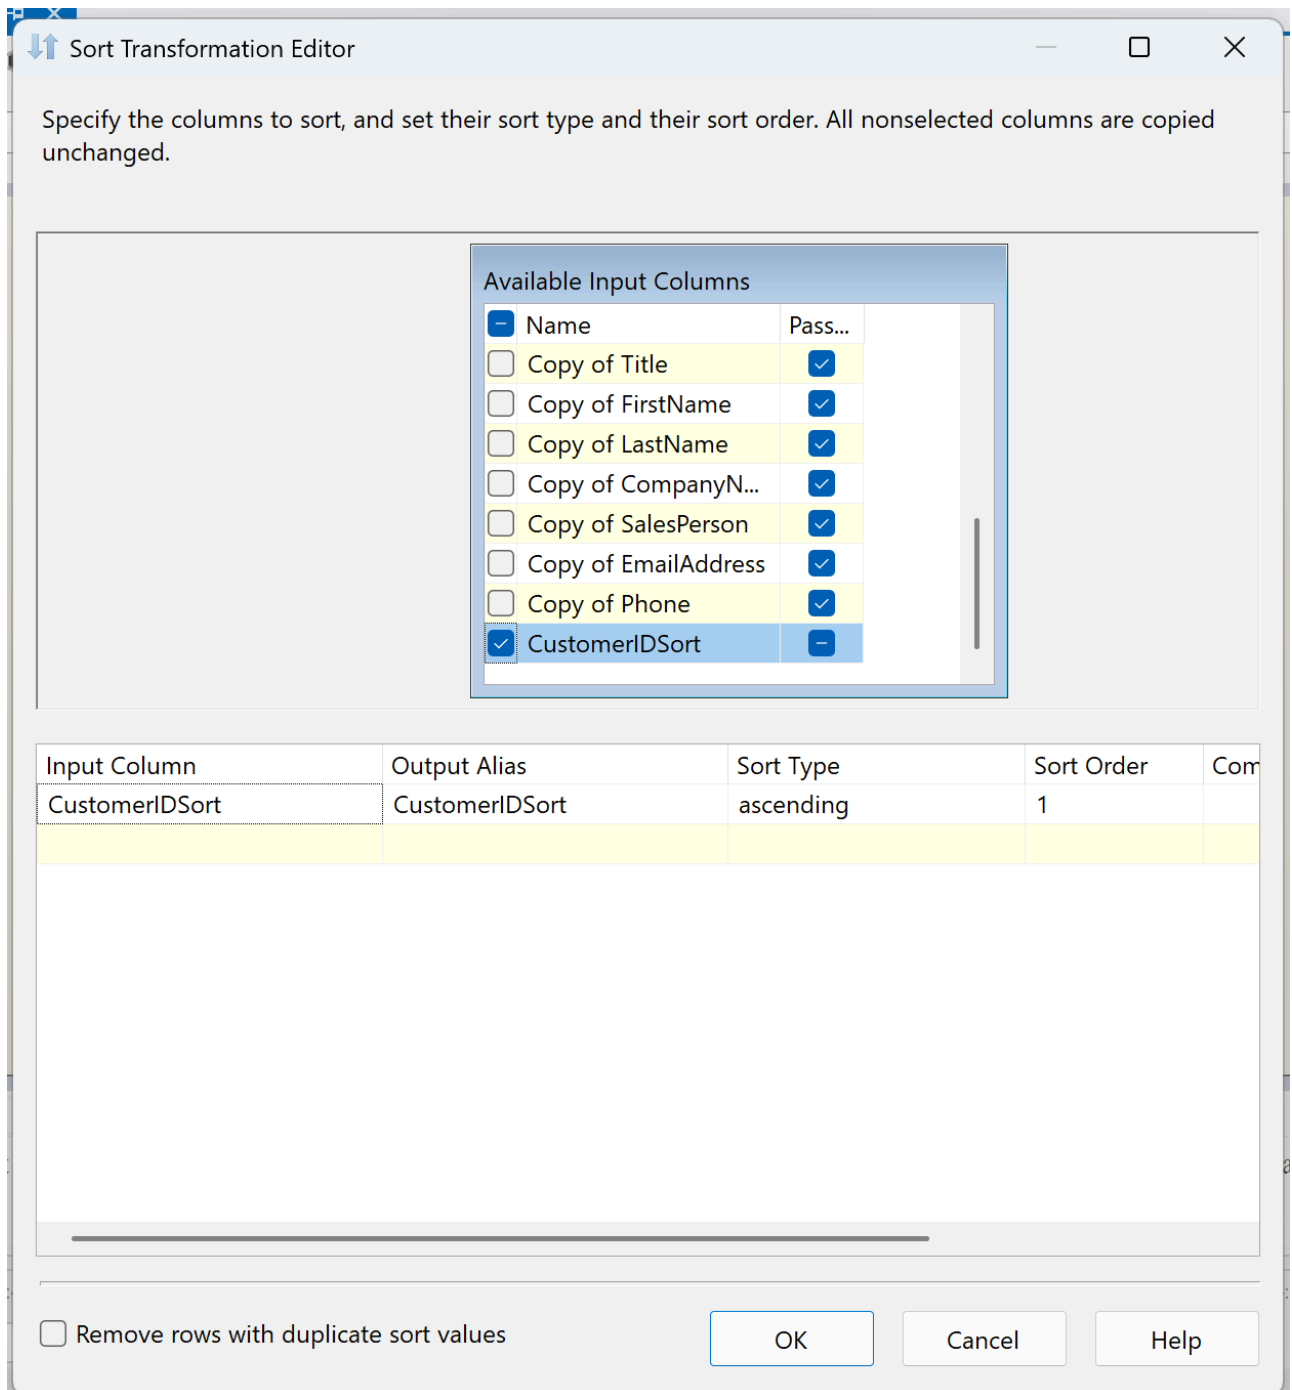 Sort Transformation Editor
Specify the columns to sort, and set their sort type and their sort order. All nonselected columns are copied
unchanged.
Available Input Columns
Name Pass...
Copy of Title
Copy of FirstName
Copy of LastName
Copy of CompanyN...
Copy of SalesPerson
Copy of EmailAddress
Copy of Phone
CustomerIDSort
Input Column Output Alias Sort Type Sort Order Com
CustomerIDSort CustomerIDSort ascending 1
Remove rows with duplicate sort values
OK Cancel Help